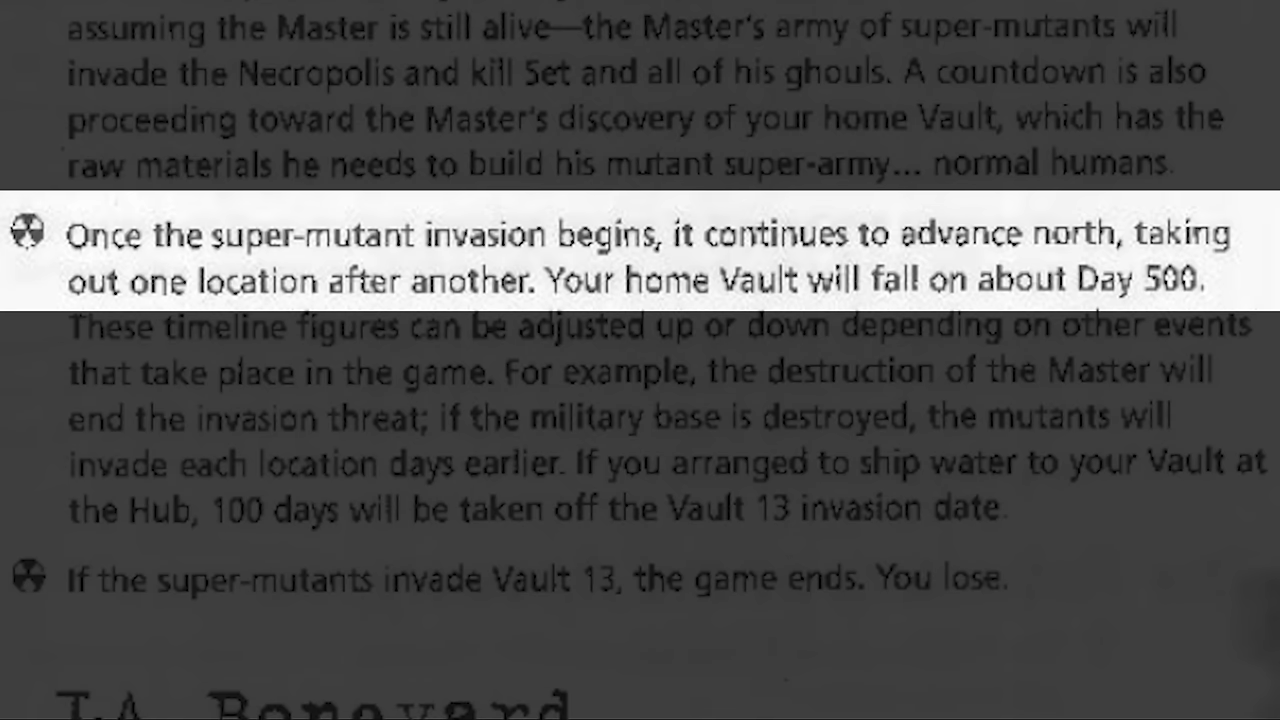 assuming the Master is still alive—the Master's army of super-mutants will
invade the Necropolis and kill Set and all of his ghouls. A countdown is also
proceeding toward the Master's discovery of your home Vault, which has the
raw materials he needs to build his mutant super-army... normal humans.
Once the super-mutant invasion begins, it continues to advance north, taking
out one location after another. Your home Vault will fall on about Day 500.
These timeline figures can be adjusted up or down depending on other events
that take place in the game. For example, the destruction of the Master will
end the invasion threat; if the military base is destroyed, the mutants will
invade each location days earlier. If you arranged to ship water to your Vault at
the Hub, 100 days will be taken off the Vault 13 invasion date.
If the super-mutants invade Vault 13, the game ends. You lose.
LA Boneyard